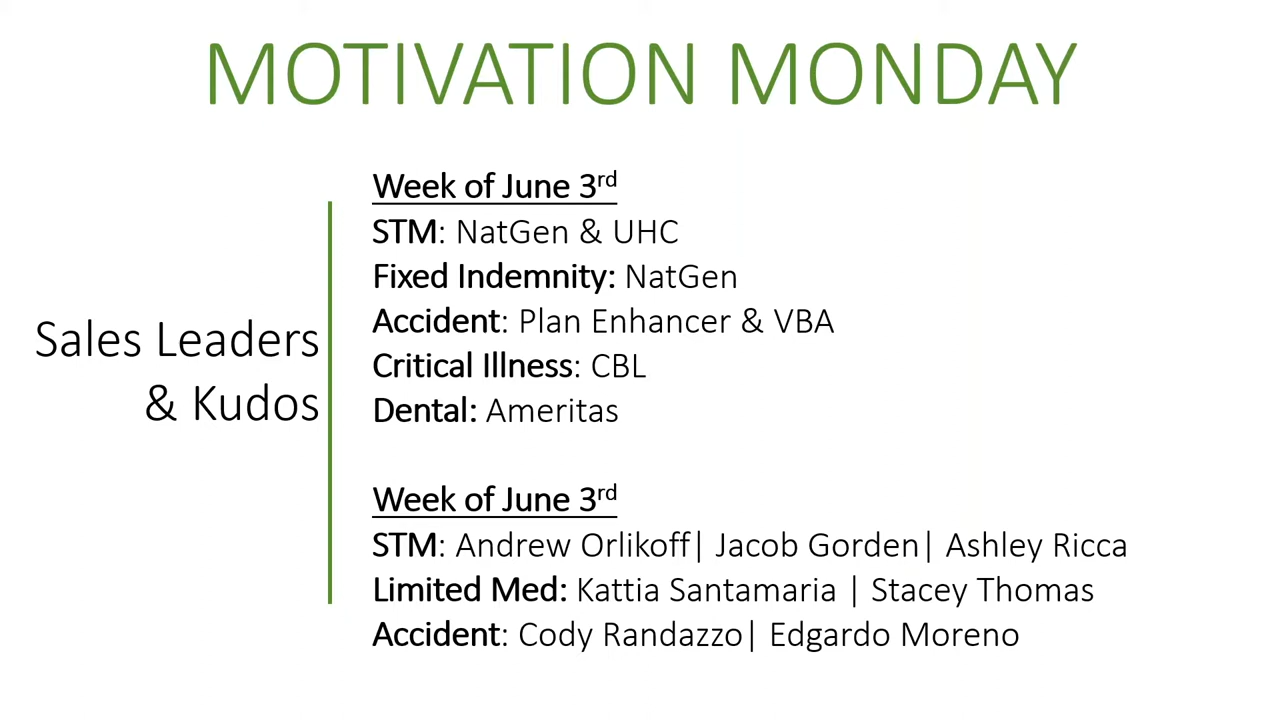 MOTIVATION MONDAY
Sales Leaders
& Kudos
Week of June 3rd
STM: NatGen & UHC
Fixed Indemnity: NatGen
Accident: Plan Enhancer & VBA
Critical Illness: CBL
Dental: Ameritas
Week of June 3rd
STM: Andrew Orlikoff| Jacob Gorden| Ashley Ricca
Limited Med: Kattia Santamaria | Stacey Thomas
Accident: Cody Randazzo| Edgardo Moreno